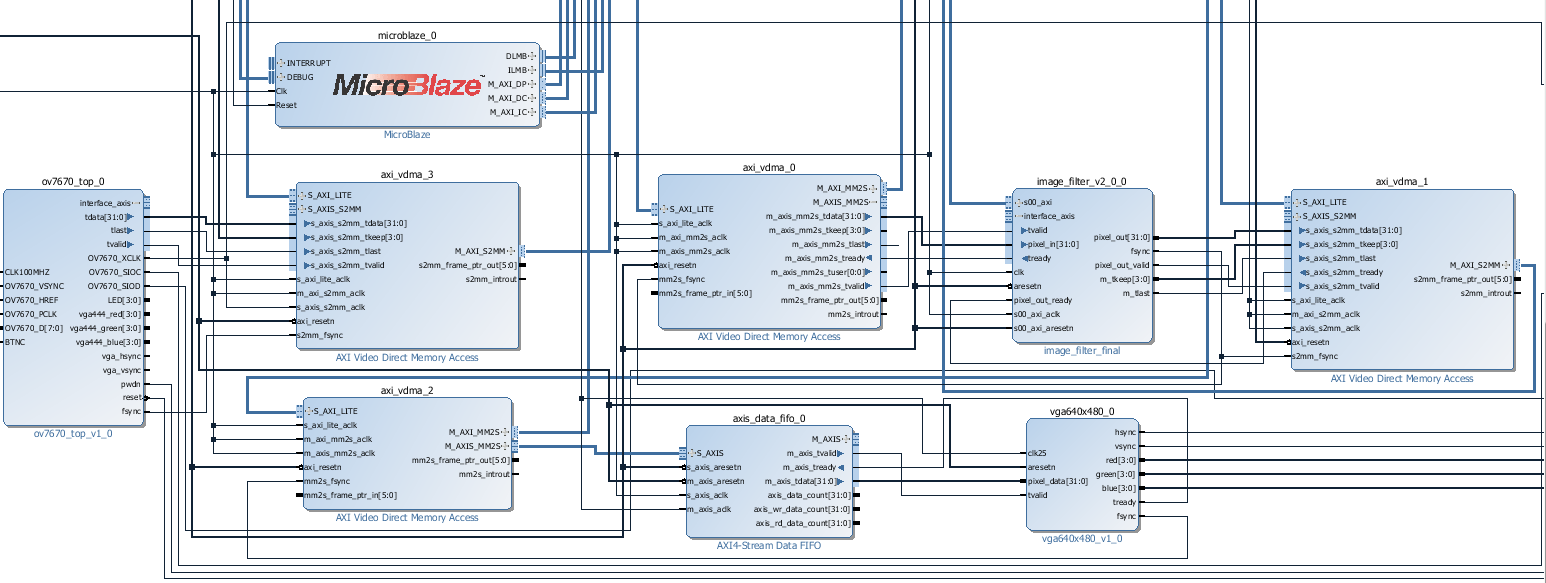 microblaze_0
INTERRUPT
DEBUG
Clk
Reset
MicroBlaze™
DLMB
ILMB
M_AXI_DP
M_AXI_DC
M_AXI_IC
MicroBlaze
ov7670_top_0
interface_axis
tdata[31:0]
tlast
tvalid
OV7670_XCLK
CLK100MHZ
OV7670_SIOC
OV7670_VSYNC
OV7670_SIOD
OV7670_HREF
LED[3:0]
OV7670_PCLK
vga444_red[3:0]
OV7670_D[7:0]
vga444_green[3:0]
BTNC
vga444_blue[3:0]
vga_hsync
vga_vsync
pwdn
reset
fsync
ov7670_top_v1_0
axi_vdma_3
S_AXI_LITE
S_AXIS_S2MM
s_axis_s2mm_tdata[31:0]
s_axis_s2mm_tkeep[3:0]
s_axis_s2mm_tlast
s_axis_s2mm_tvalid
s_axi_lite_aclk
m_axi_s2mm_aclk
s_axis_s2mm_aclk
axi_resetn
s2mm_fsync
M_AXI_S2MM
s2mm_frame_ptr_out[5:0]
s2mm_introut
AXI Video Direct Memory Access
axi_vdma_0
S_AXI_LITE
s_axi_lite_aclk
m_axi_mm2s_aclk
m_axis_mm2s_aclk
axi_resetn
mm2s_fsync
mm2s_frame_ptr_in[5:0]
M_AXI_MM2S
M_AXIS_MM2S
m_axis_mm2s_tdata[31:0]
m_axis_mm2s_tkeep[3:0]
m_axis_mm2s_tlast
m_axis_mm2s_tready
m_axis_mm2s_tuser[0:0]
m_axis_mm2s_tvalid
mm2s_frame_ptr_out[5:0]
mm2s_introut
AXI Video Direct Memory Access
image_filter_v2_0_0
s00_axi
interface_axis
tvalid
pixel_in[31:0]
tready
clk
aresetn
pixel_out_ready
s00_axi_aclk
s00_axi_aresetn
pixel_out[31:0]
fsync
pixel_out_valid
m_tkeep[3:0]
m_tlast
image_filter_final
axi_vdma_1
S_AXI_LITE
S_AXIS_S2MM
s_axis_s2mm_tdata[31:0]
s_axis_s2mm_tkeep[3:0]
s_axis_s2mm_tlast
s_axis_s2mm_tready
s_axis_s2mm_tvalid
s_axi_lite_aclk
m_axi_s2mm_aclk
s_axis_s2mm_aclk
axi_resetn
s2mm_fsync
M_AXI_S2MM
s2mm_frame_ptr_out[5:0]
s2mm_introut
AXI Video Direct Memory Access
axi_vdma_2
S_AXI_LITE
s_axi_lite_aclk
m_axi_mm2s_aclk
m_axis_mm2s_aclk
axi_resetn
mm2s_fsync
mm2s_frame_ptr_in[5:0]
M_AXI_MM2S
M_AXIS_MM2S
mm2s_frame_ptr_out[5:0]
mm2s_introut
AXI Video Direct Memory Access
axis_data_fifo_0
S_AXIS
s_axis_aresetn
m_axis_aresetn
s_axis_aclk
m_axis_aclk
M_AXIS
m_axis_tvalid
m_axis_tready
m_axis_tdata[31:0]
axis_data_count[31:0]
axis_wr_data_count[31:0]
axis_rd_data_count[31:0]
AXI4-Stream Data FIFO
vga640x480_0
clk25
aresetn
pixel_data[31:0]
tvalid
hsync
vsync
red[3:0]
green[3:0]
blue[3:0]
tready
fsync
vga640x480_v1_0